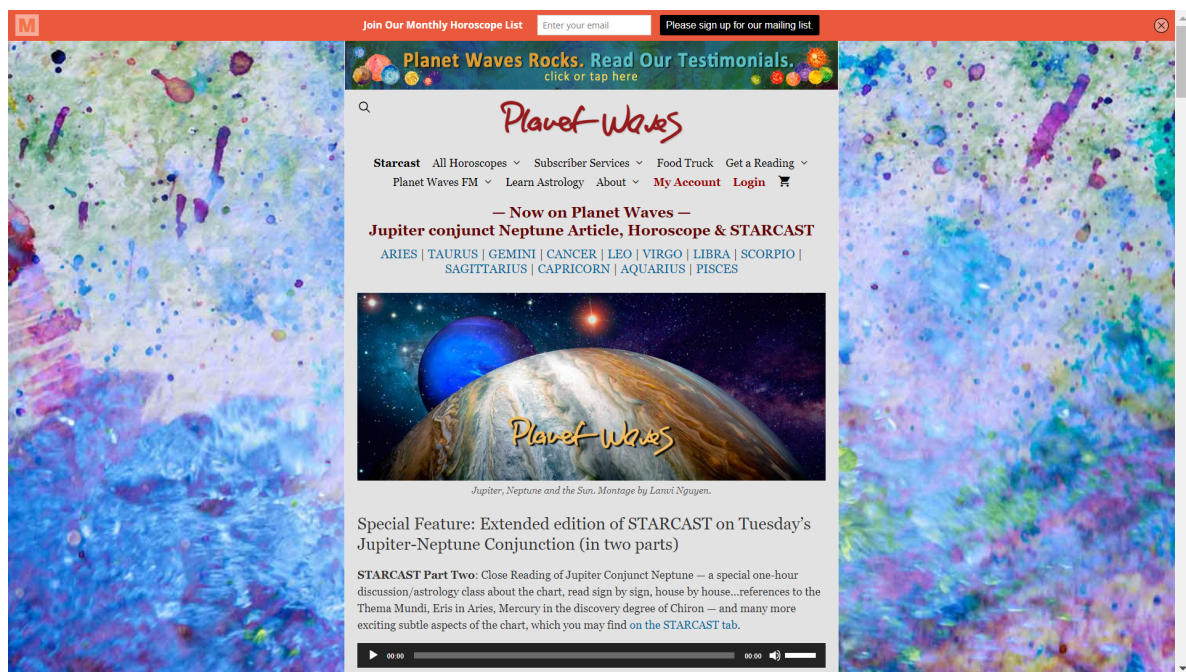 M
Join Our Monthly Horoscope List
Enter your email
Please sign up for our mailing list.
Planet Waves Rocks. Read Our Testimonials.
click or tap here
Planet Waves
Starcast All Horoscopes Subscriber Services Food Truck Get a Reading
Planet Waves FM Learn Astrology About My Account Login
— Now on Planet Waves —
Jupiter conjunct Neptune Article, Horoscope & STARCAST
ARIES | TAURUS | GEMINI | CANCER | LEO | VIRGO | LIBRA | SCORPIO |
SAGITTARIUS | CAPRICORN | AQUARIUS | PISCES
Planet Waves
Jupiter, Neptune and the Sun. Montage by Lanvi Nguyen.
Special Feature: Extended edition of STARCAST on Tuesday’s
Jupiter-Neptune Conjunction (in two parts)
STARCAST Part Two: Close Reading of Jupiter Conjunct Neptune — a special one-hour
discussion/astrology class about the chart, read sign by sign, house by house…references to the
Thema Mundi, Eris in Aries, Mercury in the discovery degree of Chiron — and many more
exciting subtle aspects of the chart, which you may find on the STARCAST tab.
00:00 00:00